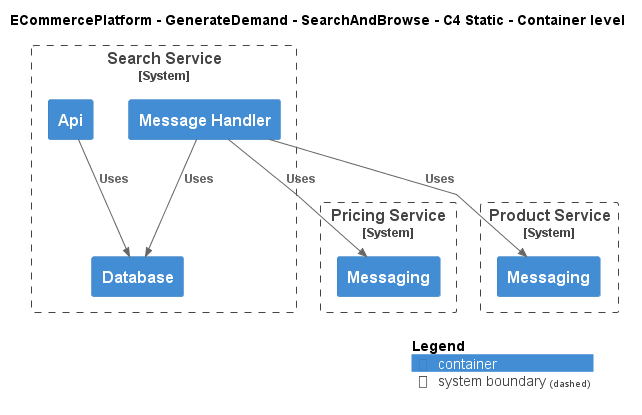 ECommercePlatform - GenerateDemand - SearchAndBrowse - C4 Static - Container level
Search Service
[System]
Api
Message Handler
Uses
Uses
Uses
Uses
Pricing Service
[System]
Product Service
[System]
Database
Messaging
Messaging
Legend
container
system boundary (dashed)